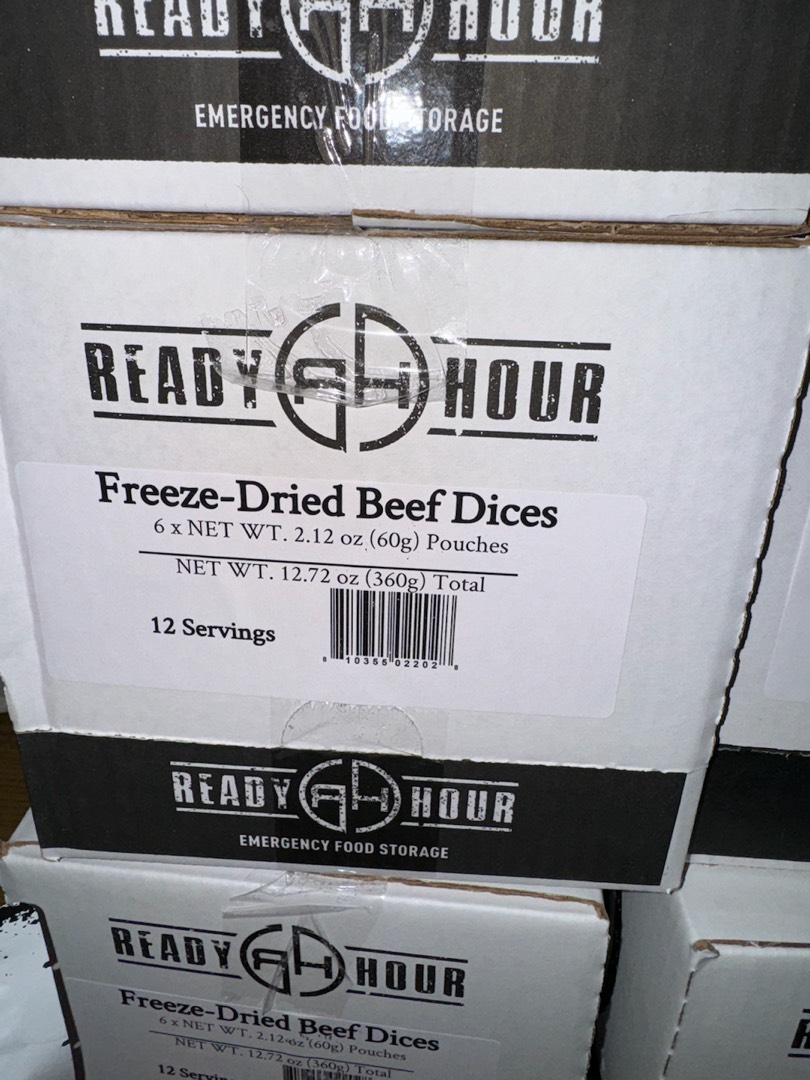 READY HOUR
EMERGENCY FOOD STORAGE
READY RH HOUR
Freeze-Dried Beef Dices
6 x NET WT. 2.12 oz (60g) Pouches
NET WT. 12.72 oz (360g) Total
12 Servings
8 10355 02202 8
READY RH HOUR
EMERGENCY FOOD STORAGE
READY RH HOUR
Freeze-Dried Beef Dices
6 x NET WT. 2.12 oz (60g) Pouches
NET WT. 12.72 oz (360g) Total
12